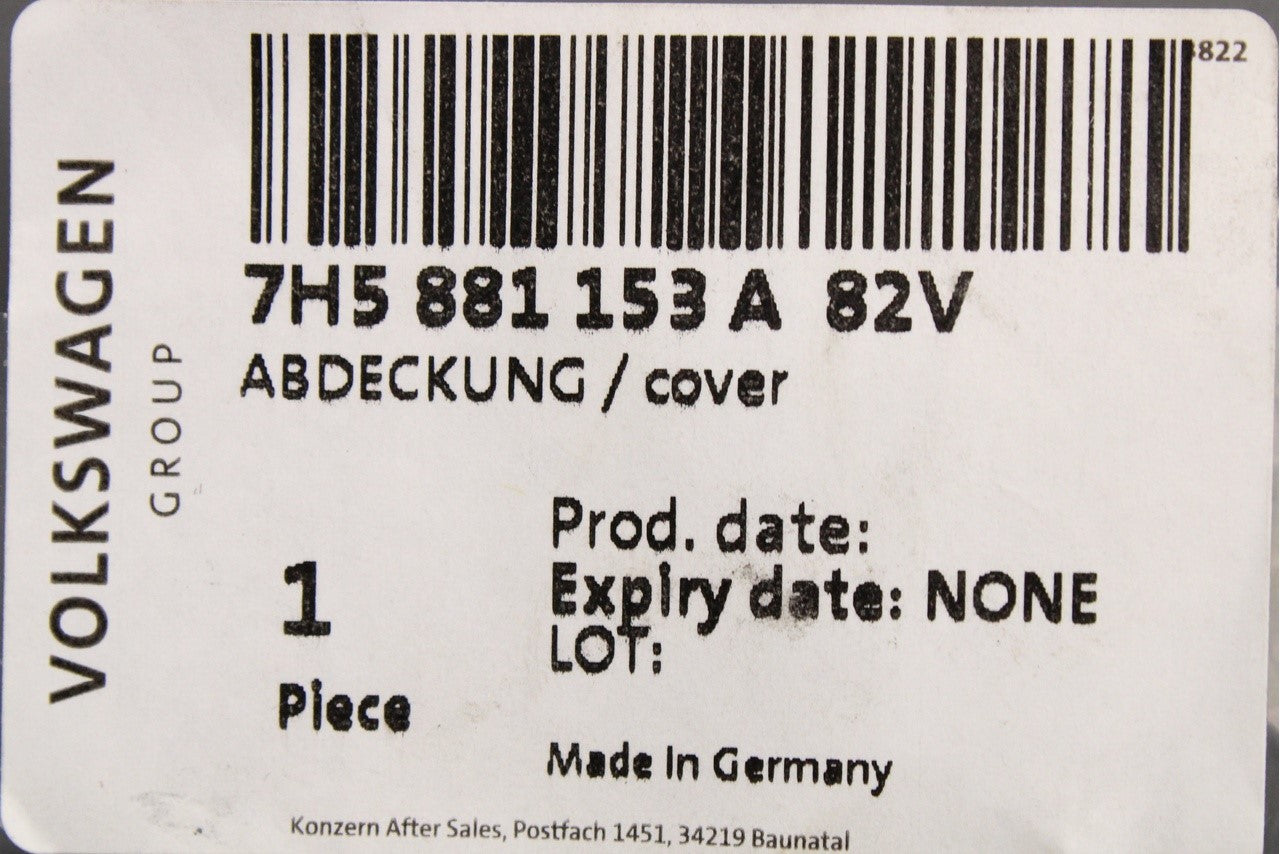 VOLKSWAGEN
GROUP
822
7H5 881 153 A 82V
ABDECKUNG / cover
Prod. date:
Expiry date: NONE
LOT:
1
Piece
Made In Germany
Konzern After Sales, Postfach 1451, 34219 Baunatal